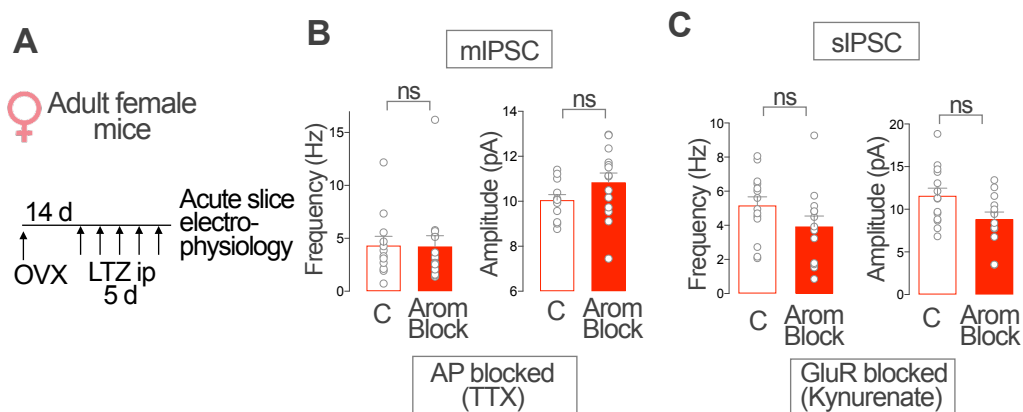 A
Adult female
mice
14 d
Acute slice
electro-
physiology
OVX
LTZ ip
5 d
B
mIPSC
Frequency (Hz)
15
10
5
0
ns
C
Arom
Block
Amplitude (pA)
14
12
10
8
6
ns
C
Arom
Block
AP blocked
(TTX)
C
sIPSC
Frequency (Hz)
10
8
6
4
2
0
ns
C
Arom
Block
Amplitude (pA)
20
15
10
5
0
ns
C
Arom
Block
GluR blocked
(Kynurenate)